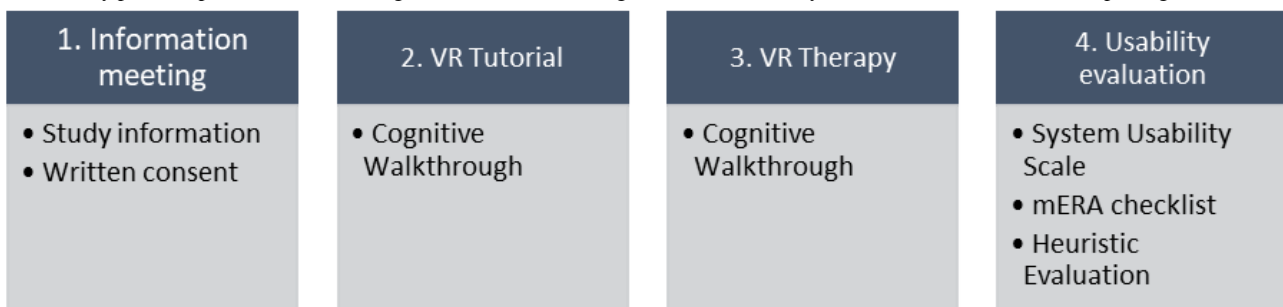 1. Information
meeting
• Study information
• Written consent
2. VR Tutorial
• Cognitive
Walkthrough
3. VR Therapy
• Cognitive
Walkthrough
4. Usability
evaluation
• System Usability
Scale
• mERA checklist
• Heuristic
Evaluation